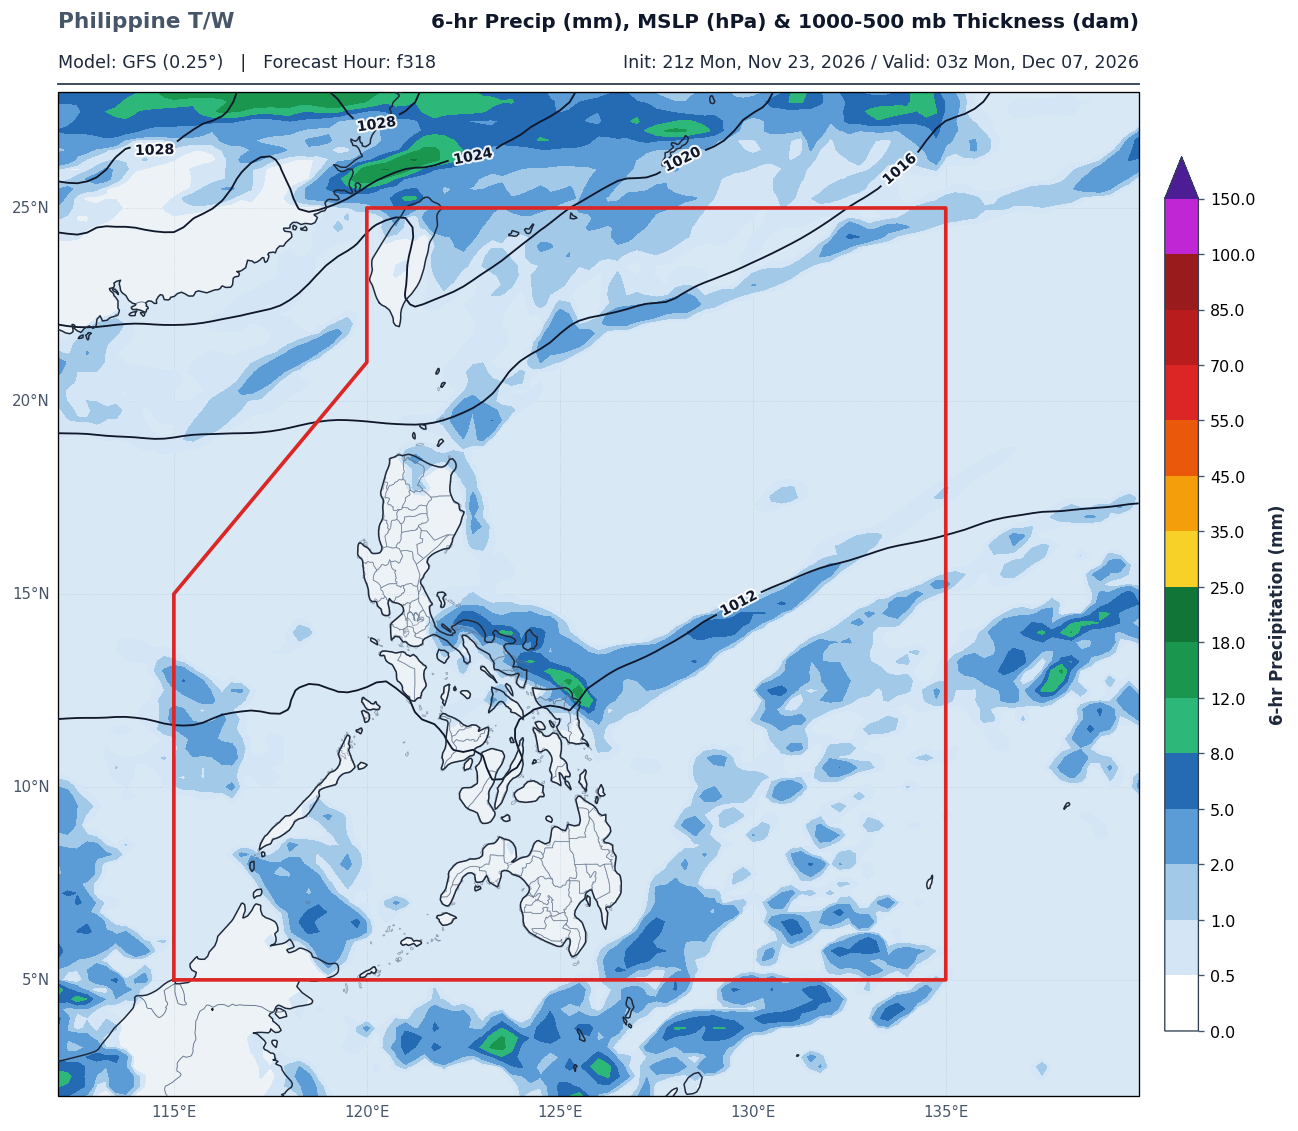 Philippine T/W
6-hr Precip (mm), MSLP (hPa) & 1000-500 mb Thickness (dam)
Model: GFS (0.25°) | Forecast Hour: f318
Init: 21z Mon, Nov 23, 2026 / Valid: 03z Mon, Dec 07, 2026
1028
1028
1024
1020
1016
1012
25°N
20°N
15°N
10°N
5°N
115°E
120°E
125°E
130°E
135°E
150.0
100.0
85.0
70.0
55.0
45.0
35.0
25.0
18.0
12.0
8.0
5.0
2.0
1.0
0.5
0.0
6-hr Precipitation (mm)